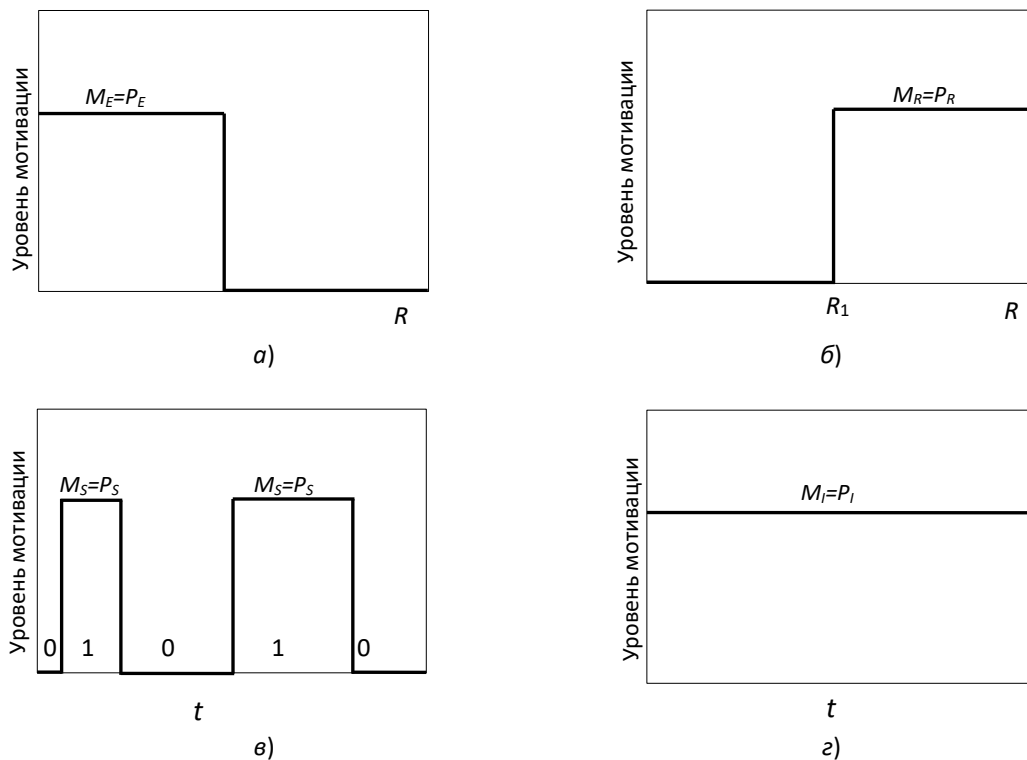 Уровень мотивации
M_E=P_E
R
а)
Уровень мотивации
M_R=P_R
R_1
R
б)
Уровень мотивации
M_S=P_S
M_S=P_S
0 1 0 1 0
t
в)
Уровень мотивации
M_I=P_I
t
г)